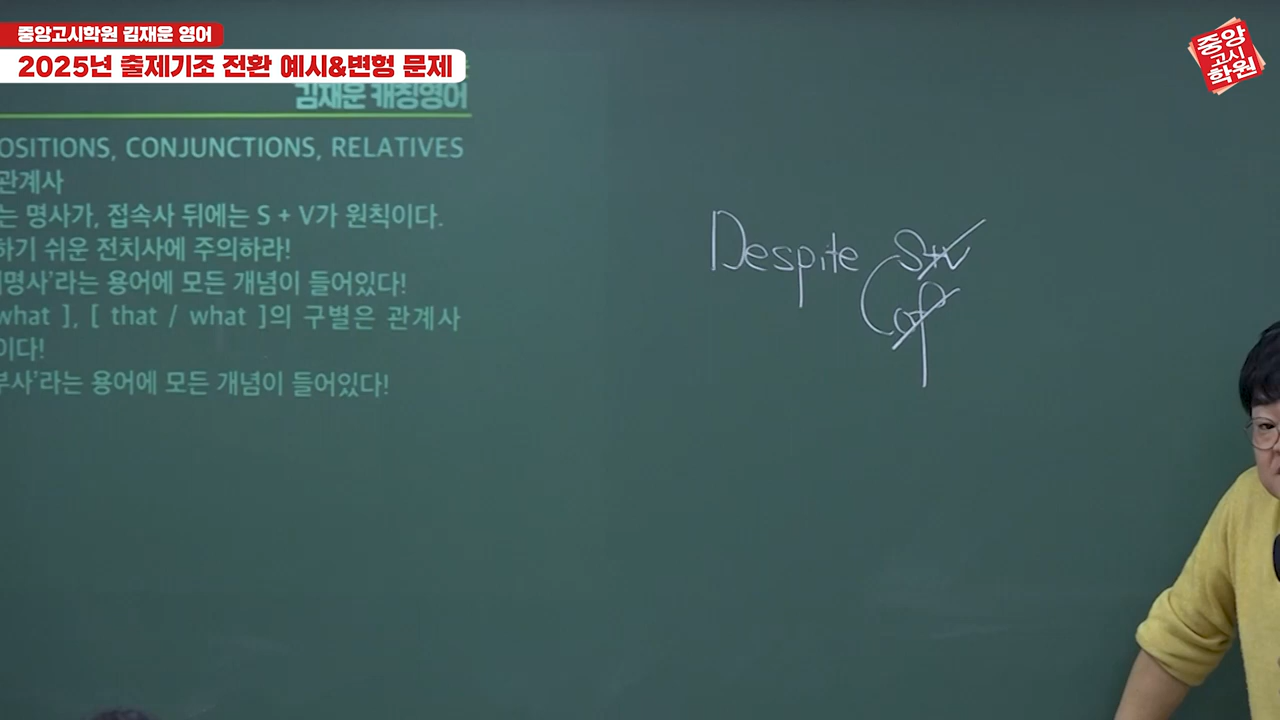 중앙고시학원 김재운 영어
2025년 출제기조 전환 예시&변형 문제
중앙
고시
학원
김재운 캐칭영어
OSITIONS, CONJUNCTIONS, RELATIVES
관계사
는 명사가, 접속사 뒤에는 S + V가 원칙이다.
하기 쉬운 전치사에 주의하라!
명사'라는 용어에 모든 개념이 들어있다!
what ], [ that / what ]의 구별은 관계사
이다!
부사'라는 용어에 모든 개념이 들어있다!
Despite S+V
of